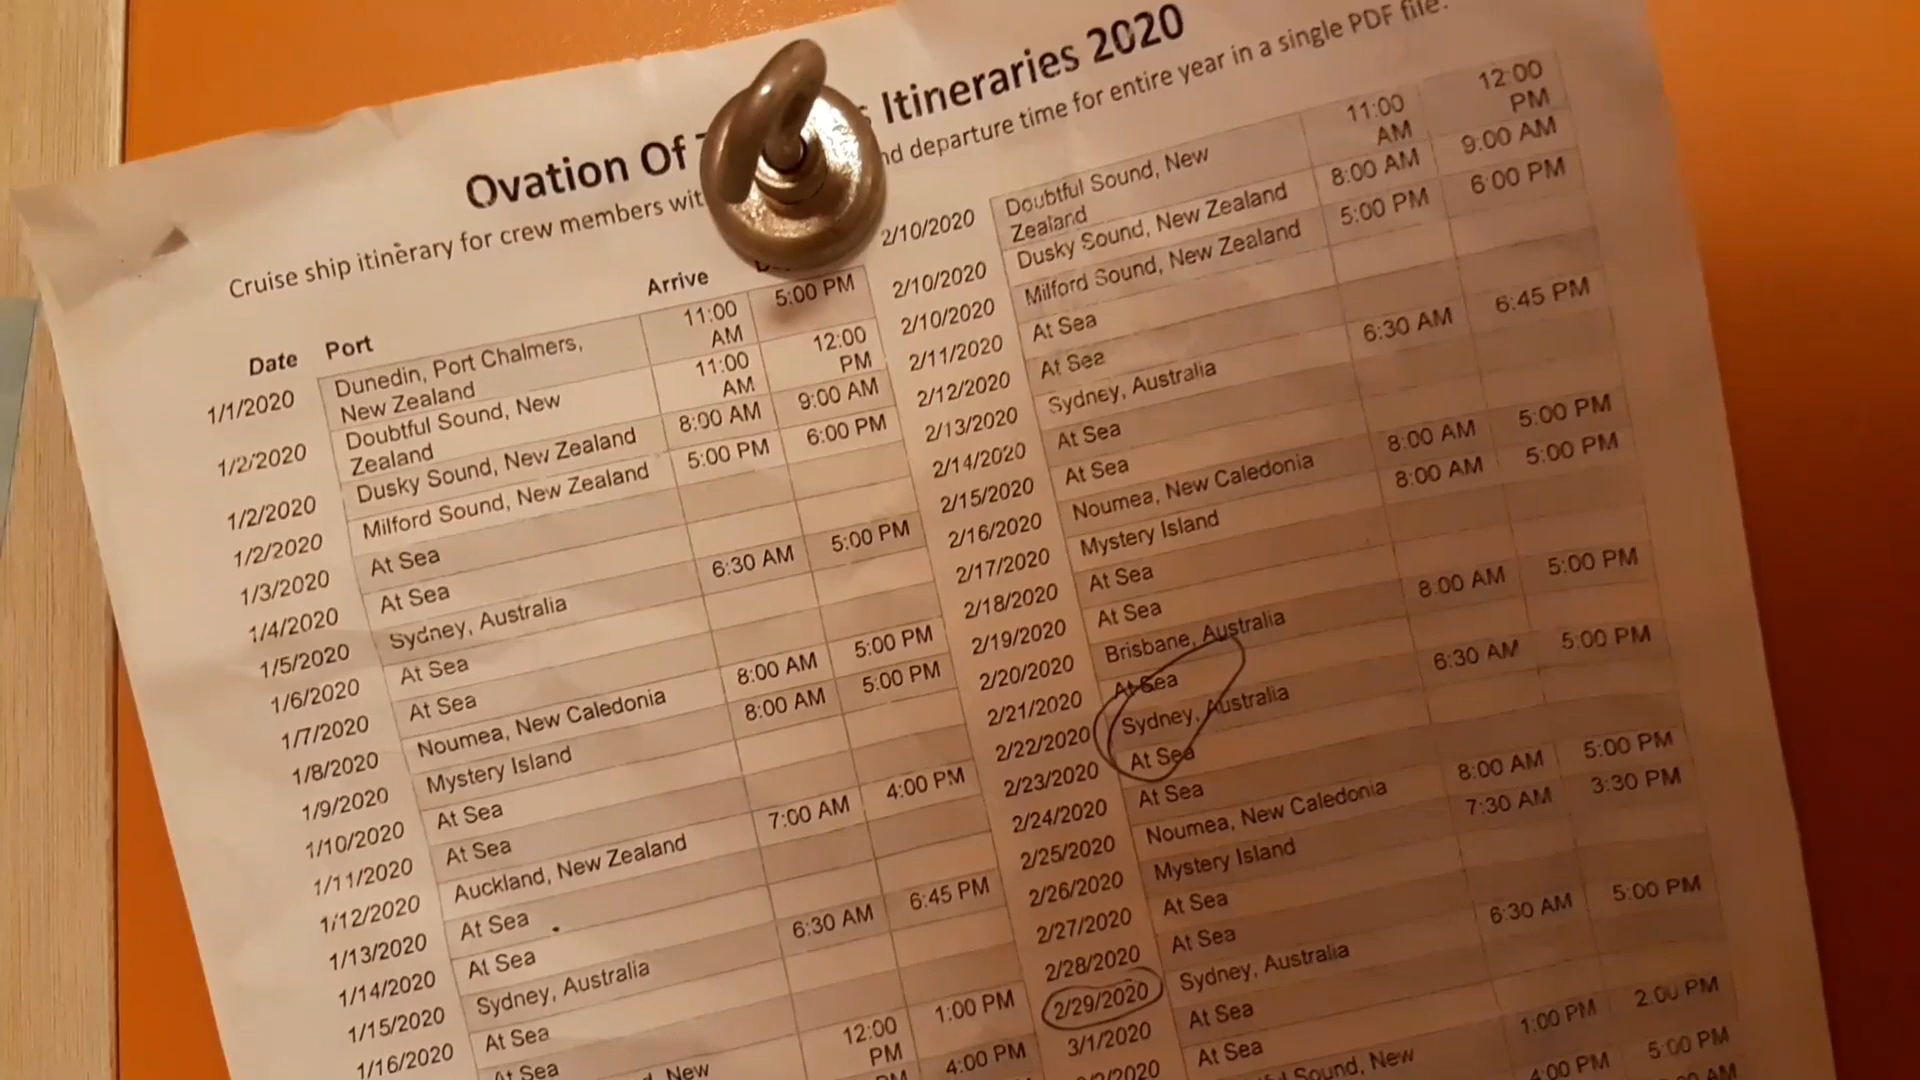 Ovation Of Itineraries 2020
Cruise ship itinerary for crew members departure time for entire year in a single PDF file.
Date Port Arrive
1/1/2020 Dunedin, Port Chalmers, New Zealand 11:00 AM 5:00 PM
1/2/2020 Doubtful Sound, New Zealand 11:00 AM 12:00 PM
1/2/2020 Dusky Sound, New Zealand 8:00 AM 9:00 AM
1/2/2020 Milford Sound, New Zealand 5:00 PM 6:00 PM
1/3/2020 At Sea
1/4/2020 At Sea
1/5/2020 Sydney, Australia 6:30 AM 5:00 PM
1/6/2020 At Sea
1/7/2020 At Sea
1/8/2020 Noumea, New Caledonia 8:00 AM 5:00 PM
1/9/2020 Mystery Island 8:00 AM 5:00 PM
1/10/2020 At Sea
1/11/2020 At Sea
1/12/2020 Auckland, New Zealand 7:00 AM 4:00 PM
1/13/2020 At Sea
1/14/2020 At Sea
1/15/2020 Sydney, Australia 6:30 AM 6:45 PM
1/16/2020 At Sea
At Sea
New 12:00 PM 1:00 PM
PM 4:00 PM
2/10/2020 Doubtful Sound, New Zealand 11:00 AM 12:00 PM
2/10/2020 Dusky Sound, New Zealand 8:00 AM 9:00 AM
2/10/2020 Milford Sound, New Zealand 5:00 PM 6:00 PM
2/11/2020 At Sea
2/12/2020 At Sea
2/13/2020 Sydney, Australia 6:30 AM 6:45 PM
2/14/2020 At Sea
2/15/2020 At Sea
2/16/2020 Noumea, New Caledonia 8:00 AM 5:00 PM
2/17/2020 Mystery Island 8:00 AM 5:00 PM
2/18/2020 At Sea
2/19/2020 At Sea
2/20/2020 Brisbane, Australia 8:00 AM 5:00 PM
2/21/2020 At Sea
2/22/2020 Sydney, Australia 6:30 AM 5:00 PM
2/23/2020 At Sea
2/24/2020 At Sea
2/25/2020 Noumea, New Caledonia 8:00 AM 5:00 PM
2/26/2020 Mystery Island 7:30 AM 3:30 PM
2/27/2020 At Sea
2/28/2020 At Sea
2/29/2020 Sydney, Australia 6:30 AM 5:00 PM
3/1/2020 At Sea
At Sea
Sound, New 1:00 PM 2:00 PM
4:00 PM 5:00 PM
AM